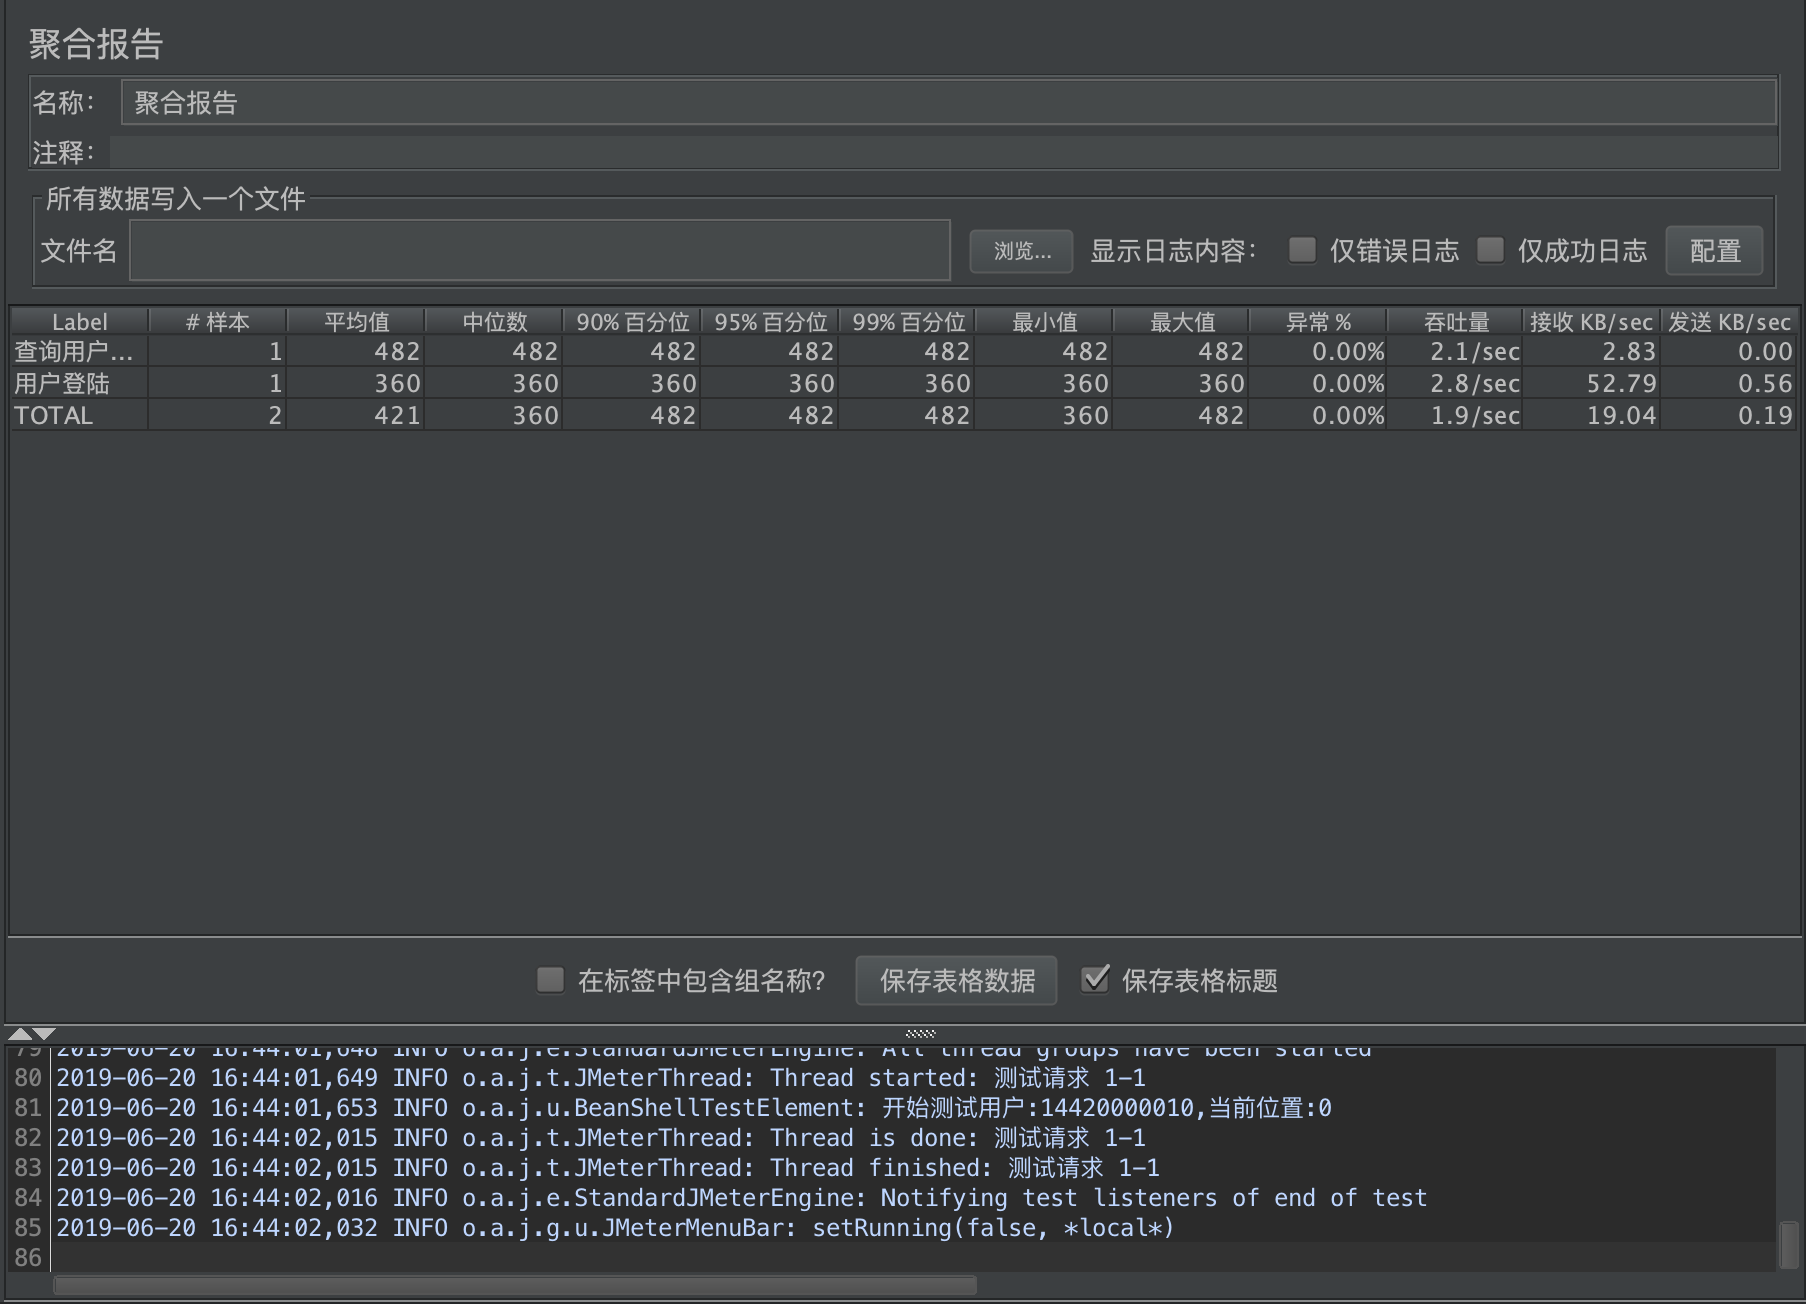 聚合报告
名称： 聚合报告
注释：
所有数据写入一个文件
文件名 浏览... 显示日志内容： 仅错误日志 仅成功日志 配置
Label # 样本 平均值 中位数 90% 百分位 95% 百分位 99% 百分位 最小值 最大值 异常 % 吞吐量 接收 KB/sec 发送 KB/sec
查询用户... 1 482 482 482 482 482 482 482 0.00% 2.1/sec 2.83 0.00
用户登陆 1 360 360 360 360 360 360 360 0.00% 2.8/sec 52.79 0.56
TOTAL 2 421 360 482 482 482 360 482 0.00% 1.9/sec 19.04 0.19
在标签中包含组名称? 保存表格数据 保存表格标题
79 2019-06-20 16:44:01,648 INFO o.a.j.e.StandardJMeterEngine: All thread groups have been started
80 2019-06-20 16:44:01,649 INFO o.a.j.t.JMeterThread: Thread started: 测试请求 1-1
81 2019-06-20 16:44:01,653 INFO o.a.j.u.BeanShellTestElement: 开始测试用户:14420000010,当前位置:0
82 2019-06-20 16:44:02,015 INFO o.a.j.t.JMeterThread: Thread is done: 测试请求 1-1
83 2019-06-20 16:44:02,015 INFO o.a.j.t.JMeterThread: Thread finished: 测试请求 1-1
84 2019-06-20 16:44:02,016 INFO o.a.j.e.StandardJMeterEngine: Notifying test listeners of end of test
85 2019-06-20 16:44:02,032 INFO o.a.j.g.u.JMeterMenuBar: setRunning(false, *local*)
86